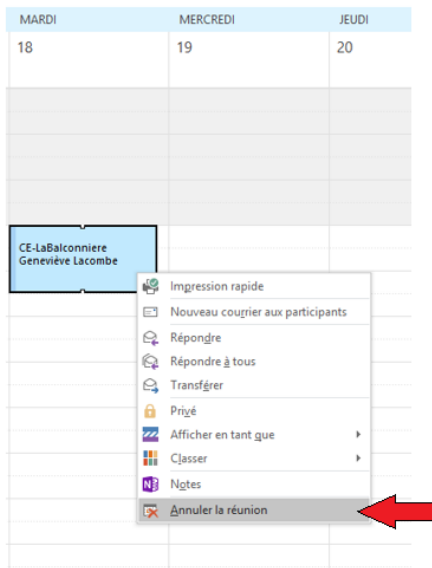 MARDI MERCREDI JEUDI
18 19 20
CE-LaBalconniere
Geneviéve Lacombe
Impression rapide
Nouveau courrier aux participants
Répondre
Répondre à tous
Transférer
Privé
Afficher en tant que
Classer
Notes
Annuler la réunion